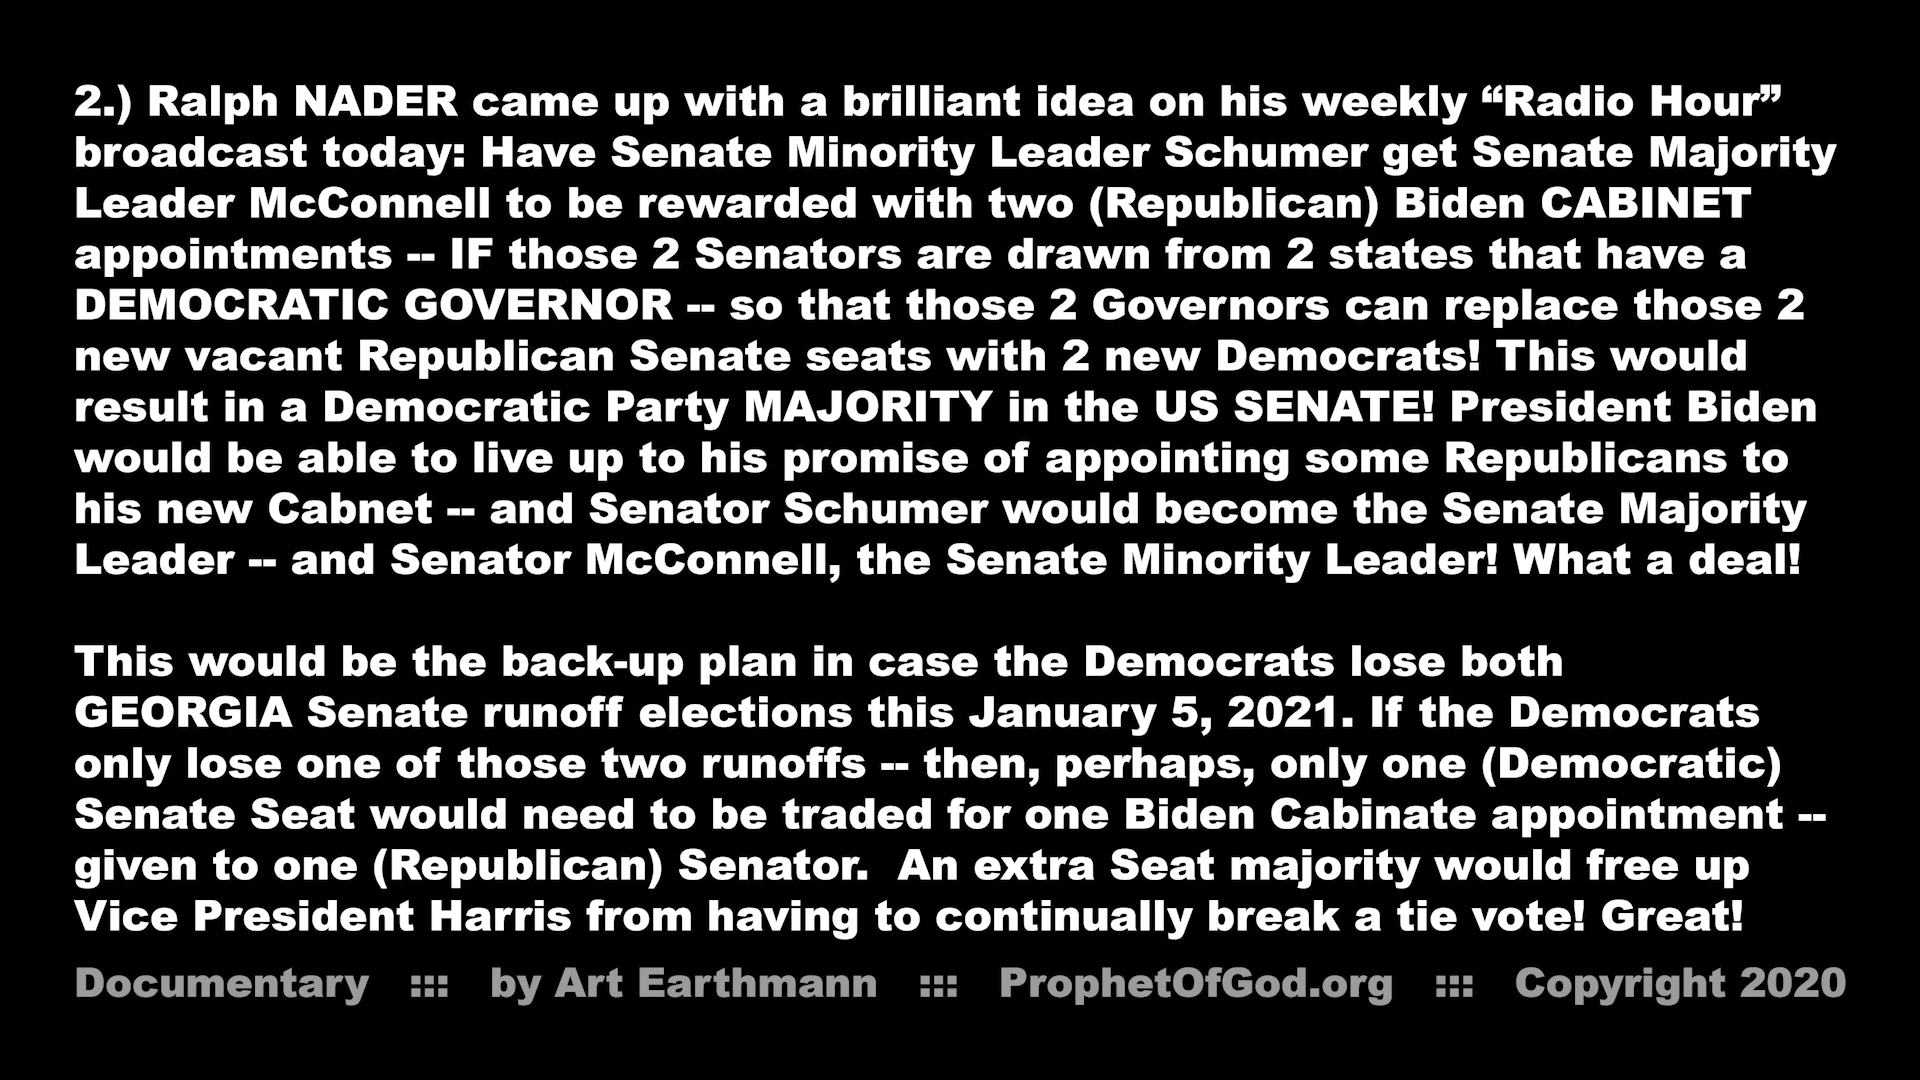 2.) Ralph NADER came up with a brilliant idea on his weekly “Radio Hour”
broadcast today: Have Senate Minority Leader Schumer get Senate Majority
Leader McConnell to be rewarded with two (Republican) Biden CABINET
appointments -- IF those 2 Senators are drawn from 2 states that have a
DEMOCRATIC GOVERNOR -- so that those 2 Governors can replace those 2
new vacant Republican Senate seats with 2 new Democrats! This would
result in a Democratic Party MAJORITY in the US SENATE! President Biden
would be able to live up to his promise of appointing some Republicans to
his new Cabnet -- and Senator Schumer would become the Senate Majority
Leader -- and Senator McConnell, the Senate Minority Leader! What a deal!
This would be the back-up plan in case the Democrats lose both
GEORGIA Senate runoff elections this January 5, 2021. If the Democrats
only lose one of those two runoffs -- then, perhaps, only one (Democratic)
Senate Seat would need to be traded for one Biden Cabinate appointment --
given to one (Republican) Senator.  An extra Seat majority would free up
Vice President Harris from having to continually break a tie vote! Great!
Documentary ::: by Art Earthmann ::: ProphetOfGod.org ::: Copyright 2020